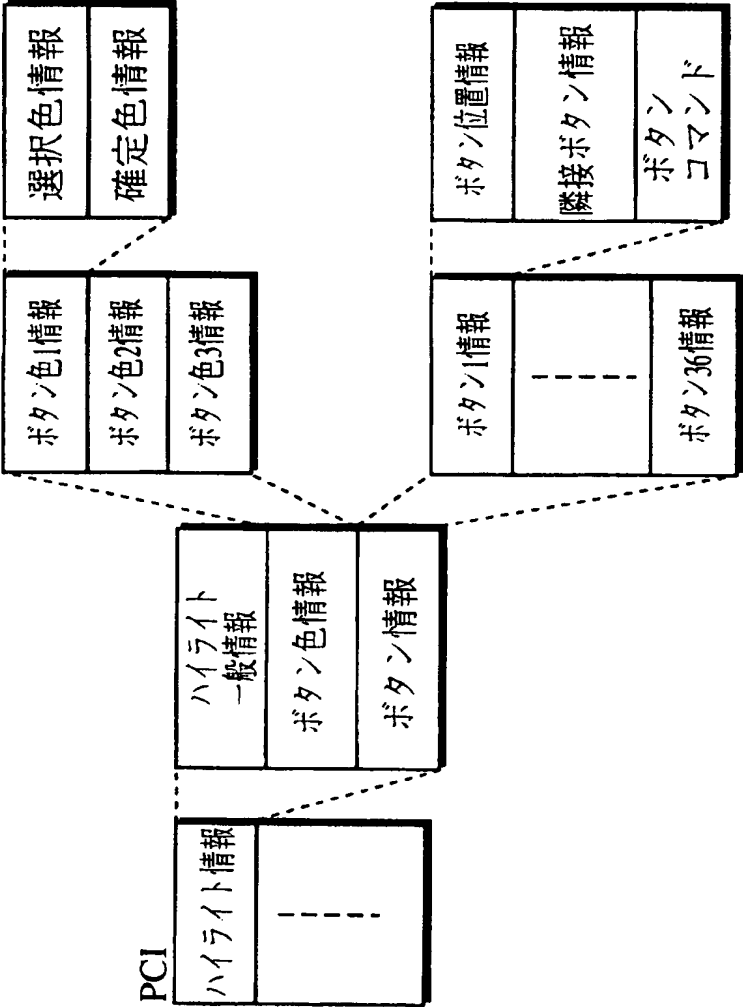 PCI
ハイライト情報
ハイライト
一般情報
ボタン色情報
ボタン情報
ボタン色1情報
ボタン色2情報
ボタン色3情報
選択色情報
確定色情報
ボタン1情報
ボタン36情報
ボタン位置情報
隣接ボタン情報
ボタン
コマンド